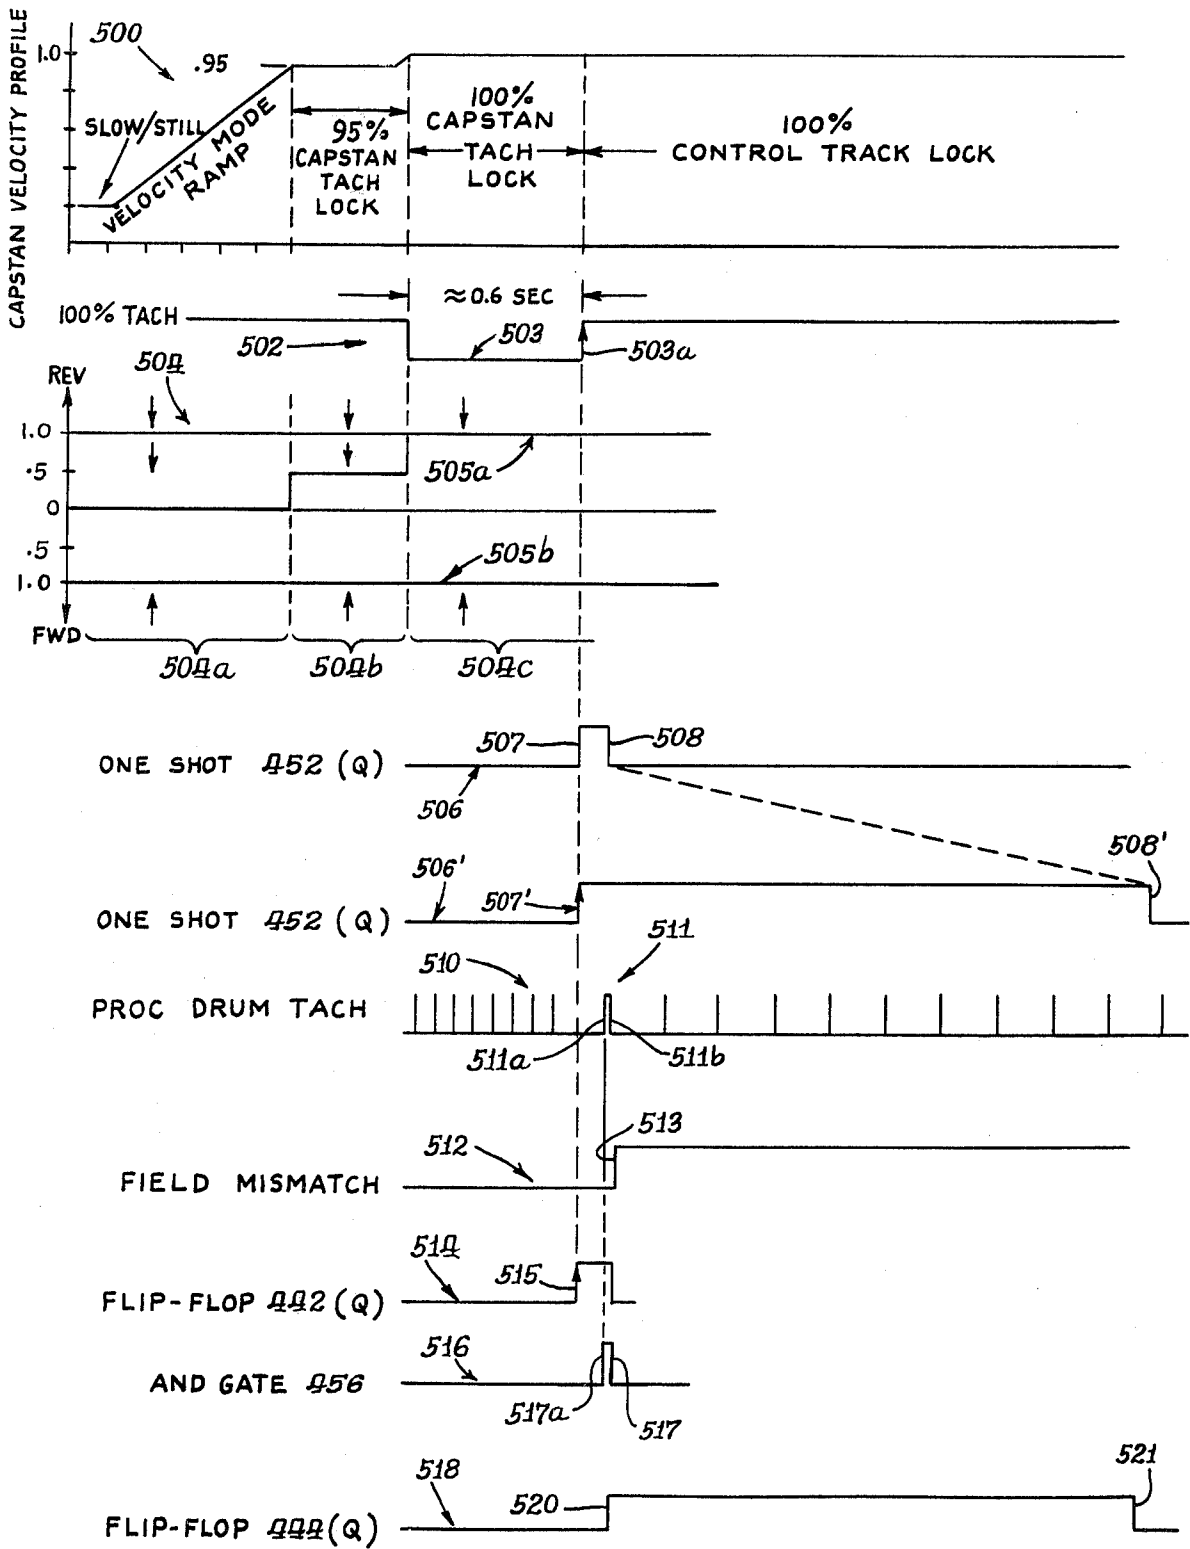 CAPSTAN VELOCITY PROFILE
1.0
500
.95
SLOW/STILL
VELOCITY MODE
RAMP
95%
CAPSTAN
TACH
LOCK
100%
CAPSTAN
TACH
LOCK
100%
CONTROL TRACK LOCK
≈0.6 SEC
100% TACH
502
503
503a
REV
504
1.0
.5
0
.5
1.0
FWD
505a
505b
504a
504b
504c
507
508
ONE SHOT 452 (Q)
506
508'
506'
507'
ONE SHOT 452 (Q)
510
511
PROC DRUM TACH
511a
511b
513
512
FIELD MISMATCH
514
515
FLIP-FLOP 442 (Q)
516
AND GATE 456
517a
517
518
521
520
FLIP-FLOP 444 (Q)